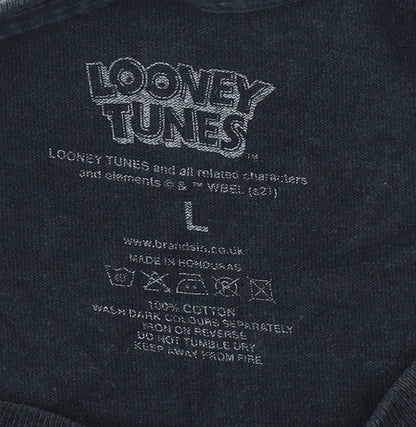 LOONEY
TUNES™
LOONEY TUNES and all related characters
and elements © & ™ WBEI. (s21)
L
www.brandsin.co.uk
MADE IN HONDURAS
100% COTTON
WASH DARK COLOURS SEPARATELY
IRON ON REVERSE
DO NOT TUMBLE DRY
KEEP AWAY FROM FIRE